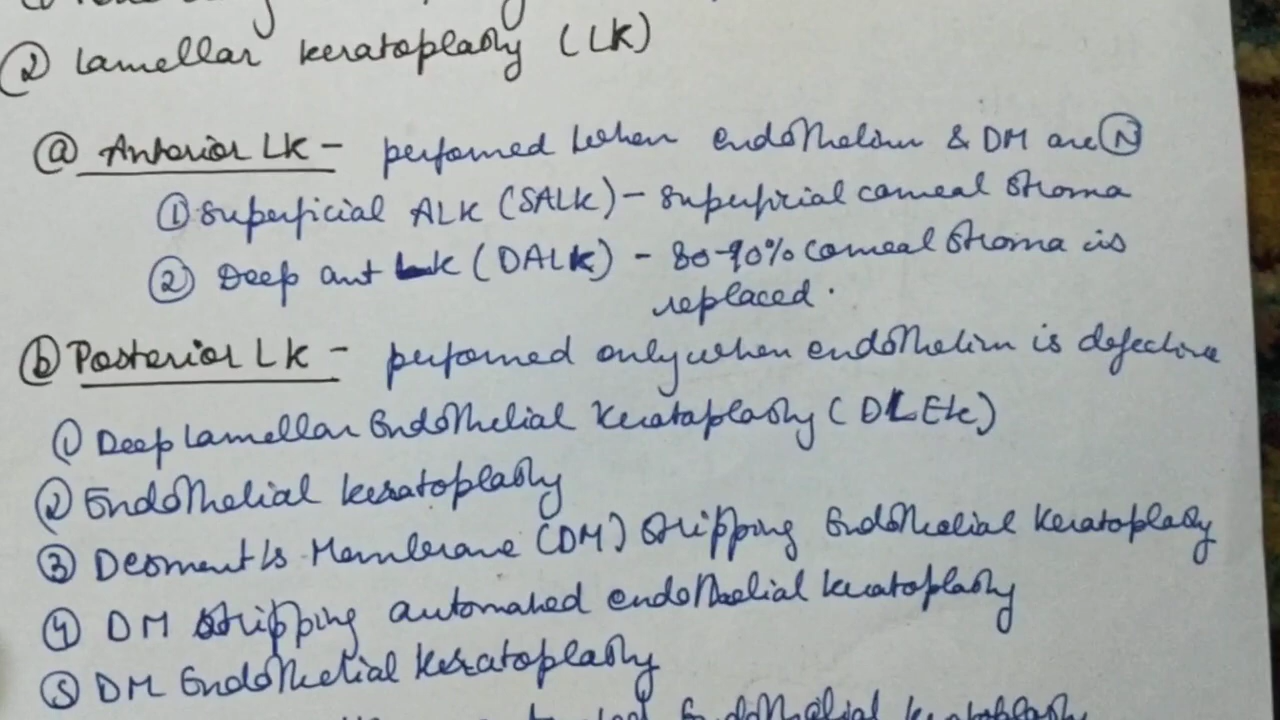 ② Lamellar keratoplasty (LK)
ⓐ Anterior LK - performed when endothelium & DM are Ⓝ
① Superficial ALK (SALK) - superficial corneal stroma
② Deep ant LK (DALK) - 80-90% corneal stroma is
replaced.
ⓑ Posterior LK - performed only when endothelium is defective
① Deep Lamellar Endothelial Keratoplasty (DLEK)
② Endothelial keratoplasty
③ Desment's Membrane (DM) stripping Endothelial Keratoplasty
④ DM stripping automated endothelial keratoplasty
⑤ DM Endothelial Keratoplasty
Endothelial keratoplasty